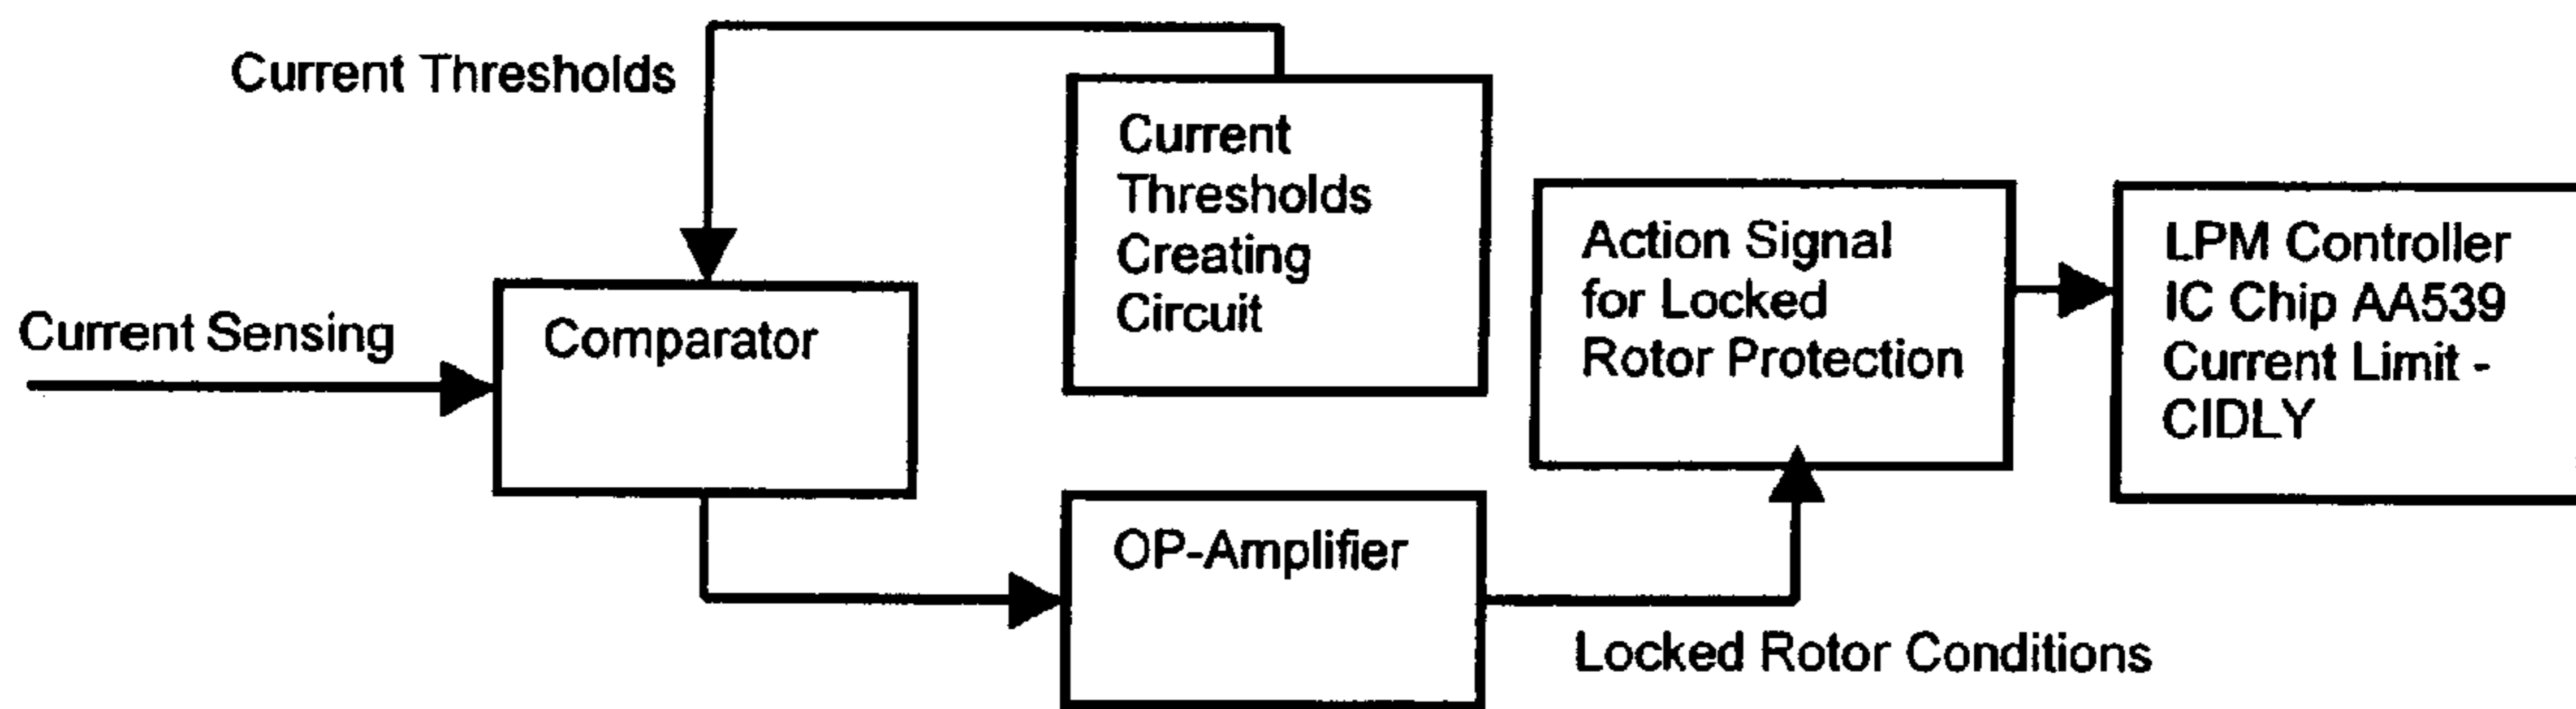 Current Thresholds
Current
Thresholds
Creating
Circuit
Current Sensing
Comparator
Action Signal
for Locked
Rotor Protection
LPM Controller
IC Chip AA539
Current Limit -
CIDLY
OP-Amplifier
Locked Rotor Conditions